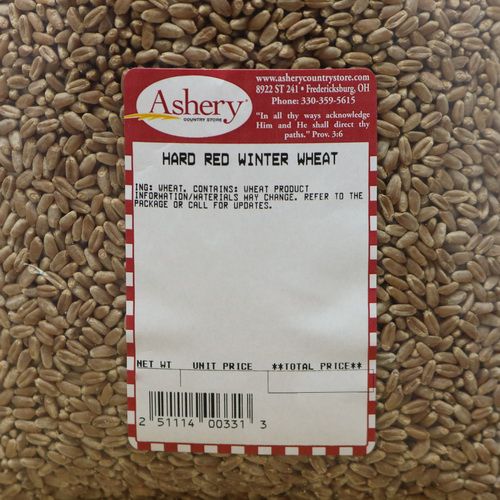 Ashery
COUNTRY STORE
www.asherycountrystore.com
8922 ST 241 • Fredericksburg, OH
Phone: 330-359-5615
"In all thy ways acknowledge
Him and He shall direct thy
paths." Prov. 3:6
HARD RED WINTER WHEAT
ING: WHEAT. CONTAINS: WHEAT PRODUCT
INFORMATION/MATERIALS MAY CHANGE. REFER TO THE
PACKAGE OR CALL FOR UPDATES.
NET WT UNIT PRICE **TOTAL PRICE**
2 51114 00331 3